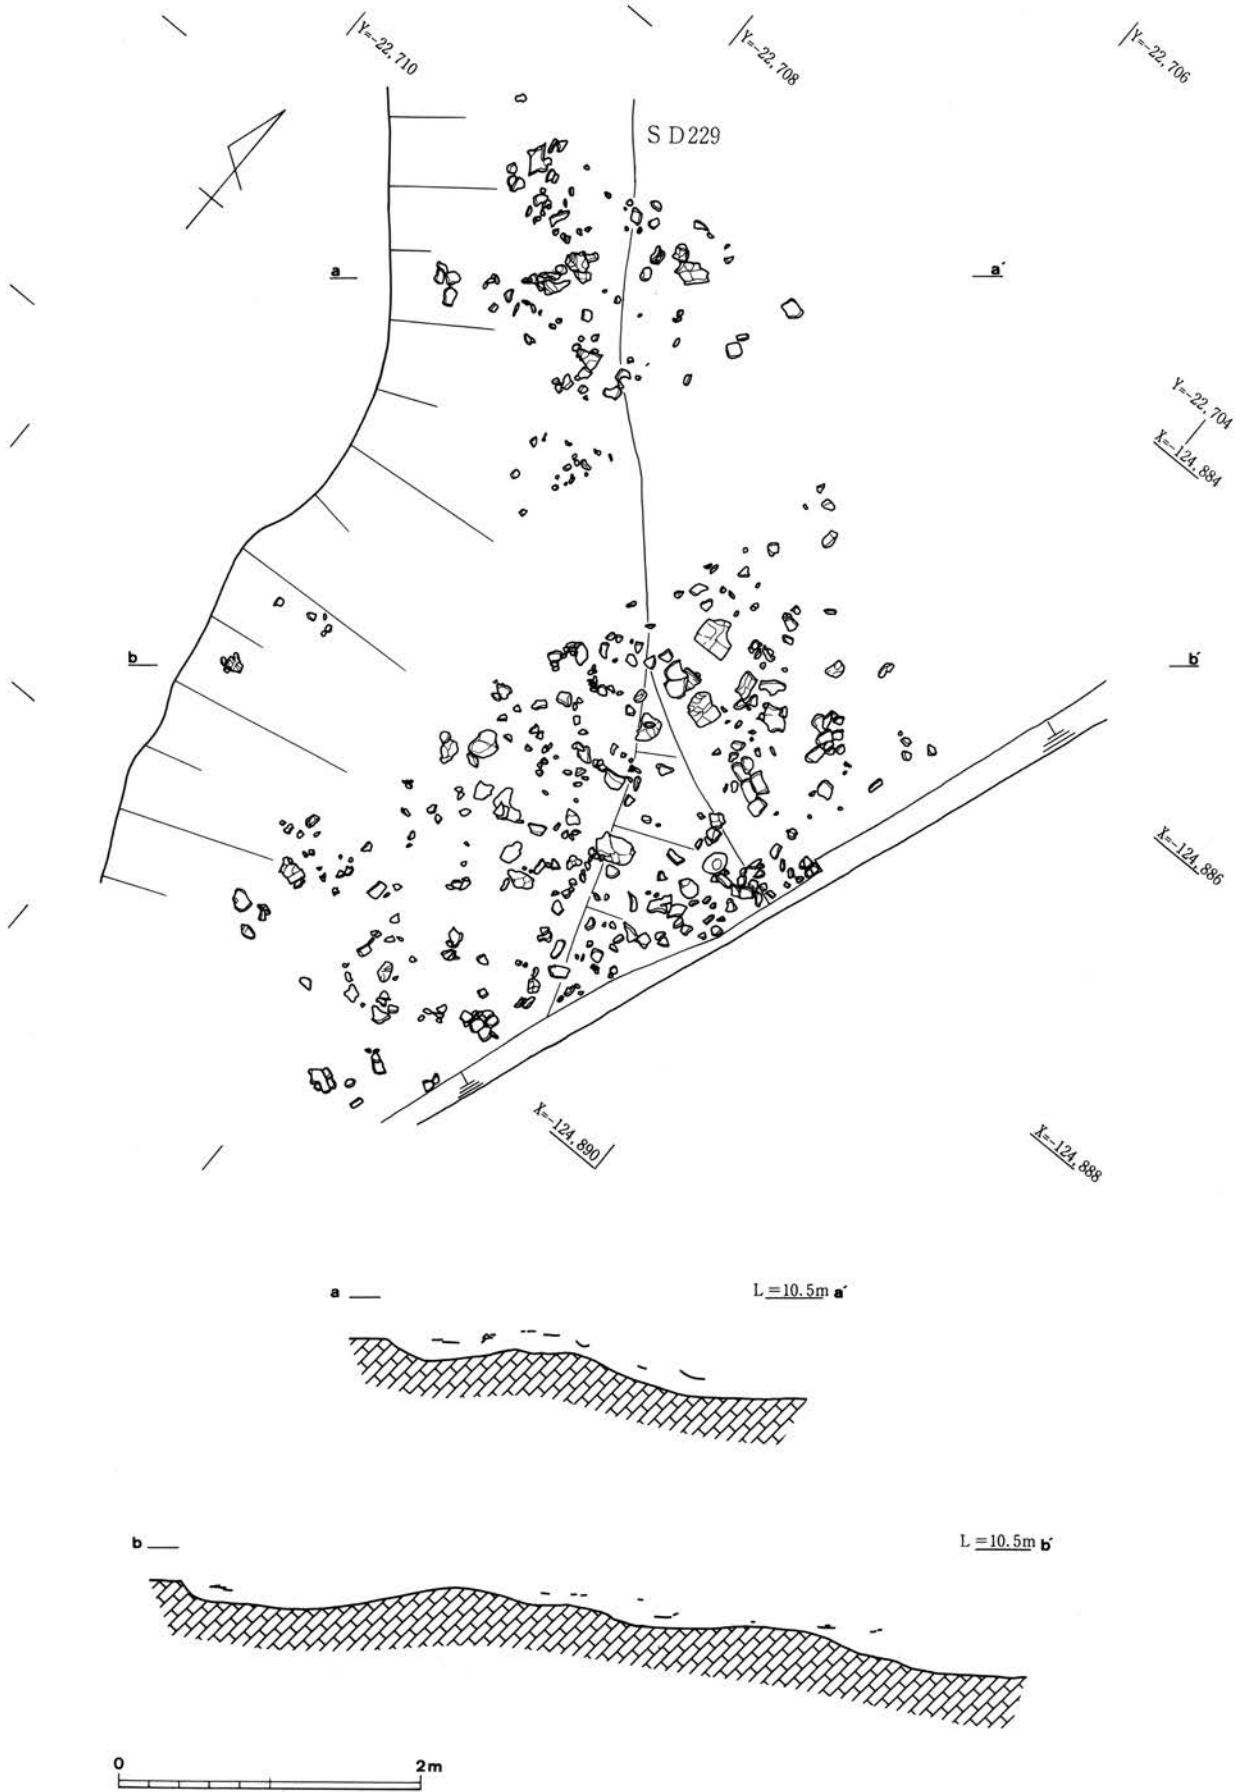 Y=-22,710
Y=-22,708
Y=-22,706
S D229
a
a´
Y=-22,704
X=-124,884
b
b´
X=-124,886
X=-124,890
X=-124,888
a
L=10.5m a´
b
L=10.5m b´
0
2m